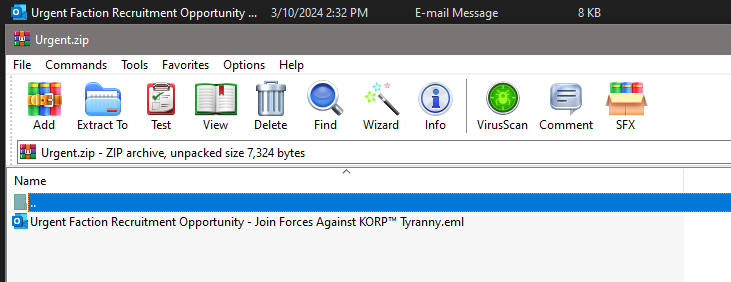 Urgent Faction Recruitment Opportunity ... 3/10/2024 2:32 PM E-mail Message 8 KB
Urgent.zip
File Commands Tools Favorites Options Help
Add Extract To Test View Delete Find Wizard Info VirusScan Comment SFX
Urgent.zip - ZIP archive, unpacked size 7,324 bytes
Name
..
Urgent Faction Recruitment Opportunity - Join Forces Against KORP™ Tyranny.eml